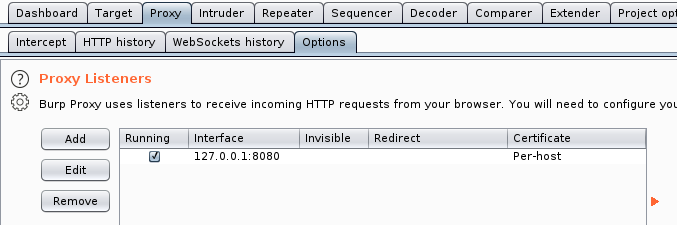 Dashboard Target Proxy Intruder Repeater Sequencer Decoder Comparer Extender Project opt
Intercept HTTP history WebSockets history Options
? Proxy Listeners
Burp Proxy uses listeners to receive incoming HTTP requests from your browser. You will need to configure you
Add Running Interface Invisible Redirect Certificate
127.0.0.1:8080 Per-host
Edit
Remove